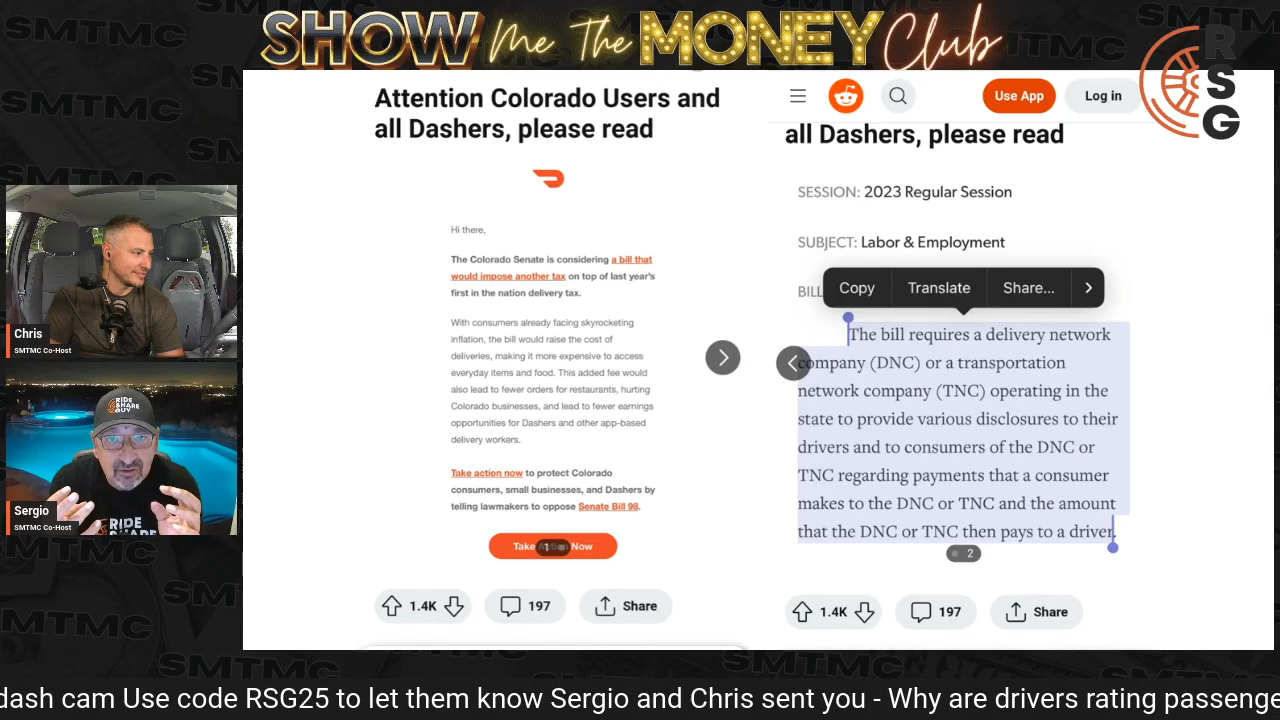 SHOW Me The MONEY Club
RSG
Attention Colorado Users and
all Dashers, please read
Hi there,
The Colorado Senate is considering a bill that
would impose another tax on top of last year's
first in the nation delivery tax.
With consumers already facing skyrocketing
inflation, the bill would raise the cost of
deliveries, making it more expensive to access
everyday items and food. This added fee would
also lead to fewer orders for restaurants, hurting
Colorado businesses, and lead to fewer earnings
opportunities for Dashers and other app-based
delivery workers.
Take action now to protect Colorado
consumers, small businesses, and Dashers by
telling lawmakers to oppose Senate Bill 98.
Take Action Now
1
1.4K
197
Share
Use App
Log in
all Dashers, please read
SESSION: 2023 Regular Session
SUBJECT: Labor & Employment
BILL
Copy
Translate
Share...
The bill requires a delivery network
company (DNC) or a transportation
network company (TNC) operating in the
state to provide various disclosures to their
drivers and to consumers of the DNC or
TNC regarding payments that a consumer
makes to the DNC or TNC and the amount
that the DNC or TNC then pays to a driver.
2
1.4K
197
Share
Chris
SMTMC Co-Host
RIDE
SHARE
GUY
Sergio
SMTMC Co-Host
RIDE
SMTMC
dash cam Use code RSG25 to let them know Sergio and Chris sent you - Why are drivers rating passenge